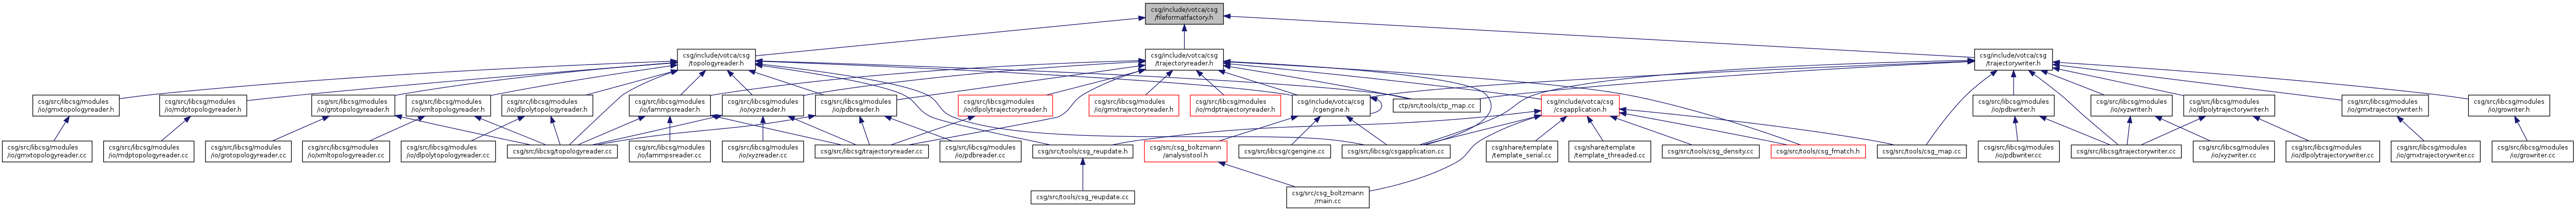 csg/include/votca/csg
/fileformatfactory.h
csg/include/votca/csg
/topologyreader.h
csg/include/votca/csg
/trajectoryreader.h
csg/include/votca/csg
/trajectorywriter.h
csg/src/libcsg/modules
/io/gmxtopologyreader.h
csg/src/libcsg/modules
/io/mdptopologyreader.h
csg/src/libcsg/modules
/io/grotopologyreader.h
csg/src/libcsg/modules
/io/xmltopologyreader.h
csg/src/libcsg/modules
/io/dlpolytopologyreader.h
csg/src/libcsg/modules
/io/lammpsreader.h
csg/src/libcsg/modules
/io/xyzreader.h
csg/src/libcsg/modules
/io/pdbreader.h
csg/src/libcsg/modules
/io/dlpolytrajectoryreader.h
csg/src/libcsg/modules
/io/gmxtrajectoryreader.h
csg/src/libcsg/modules
/io/mdptrajectoryreader.h
csg/include/votca/csg
/cgengine.h
ctp/src/tools/ctp_map.cc
csg/include/votca/csg
/csgapplication.h
csg/src/libcsg/modules
/io/pdbwriter.h
csg/src/libcsg/modules
/io/xyzwriter.h
csg/src/libcsg/modules
/io/dlpolytrajectorywriter.h
csg/src/libcsg/modules
/io/gmxtrajectorywriter.h
csg/src/libcsg/modules
/io/growriter.h
csg/src/libcsg/modules
/io/gmxtopologyreader.cc
csg/src/libcsg/modules
/io/mdptopologyreader.cc
csg/src/libcsg/modules
/io/grotopologyreader.cc
csg/src/libcsg/modules
/io/xmltopologyreader.cc
csg/src/libcsg/modules
/io/dlpolytopologyreader.cc
csg/src/libcsg/topologyreader.cc
csg/src/libcsg/modules
/io/lammpsreader.cc
csg/src/libcsg/modules
/io/xyzreader.cc
csg/src/libcsg/trajectoryreader.cc
csg/src/libcsg/modules
/io/pdbreader.cc
csg/src/tools/csg_reupdate.h
csg/src/csg_boltzmann
/analysistool.h
csg/src/libcsg/cgengine.cc
csg/src/libcsg/csgapplication.cc
csg/share/template
/template_serial.cc
csg/share/template
/template_threaded.cc
csg/src/tools/csg_density.cc
csg/src/tools/csg_fmatch.h
csg/src/tools/csg_map.cc
csg/src/libcsg/modules
/io/pdbwriter.cc
csg/src/libcsg/trajectorywriter.cc
csg/src/libcsg/modules
/io/xyzwriter.cc
csg/src/libcsg/modules
/io/dlpolytrajectorywriter.cc
csg/src/libcsg/modules
/io/gmxtrajectorywriter.cc
csg/src/libcsg/modules
/io/growriter.cc
csg/src/tools/csg_reupdate.cc
csg/src/csg_boltzmann
/main.cc